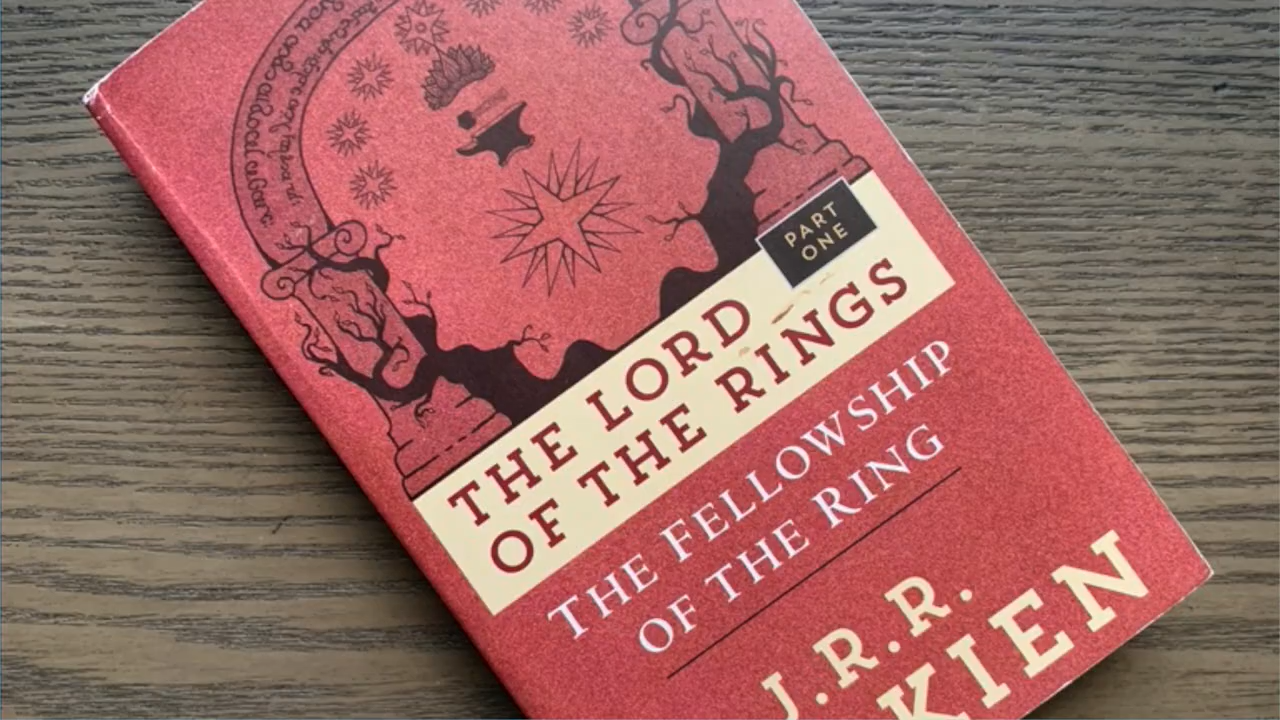 PART
ONE
THE LORD
OF THE RINGS
THE FELLOWSHIP
OF THE RING
J.R.R.
KIEN